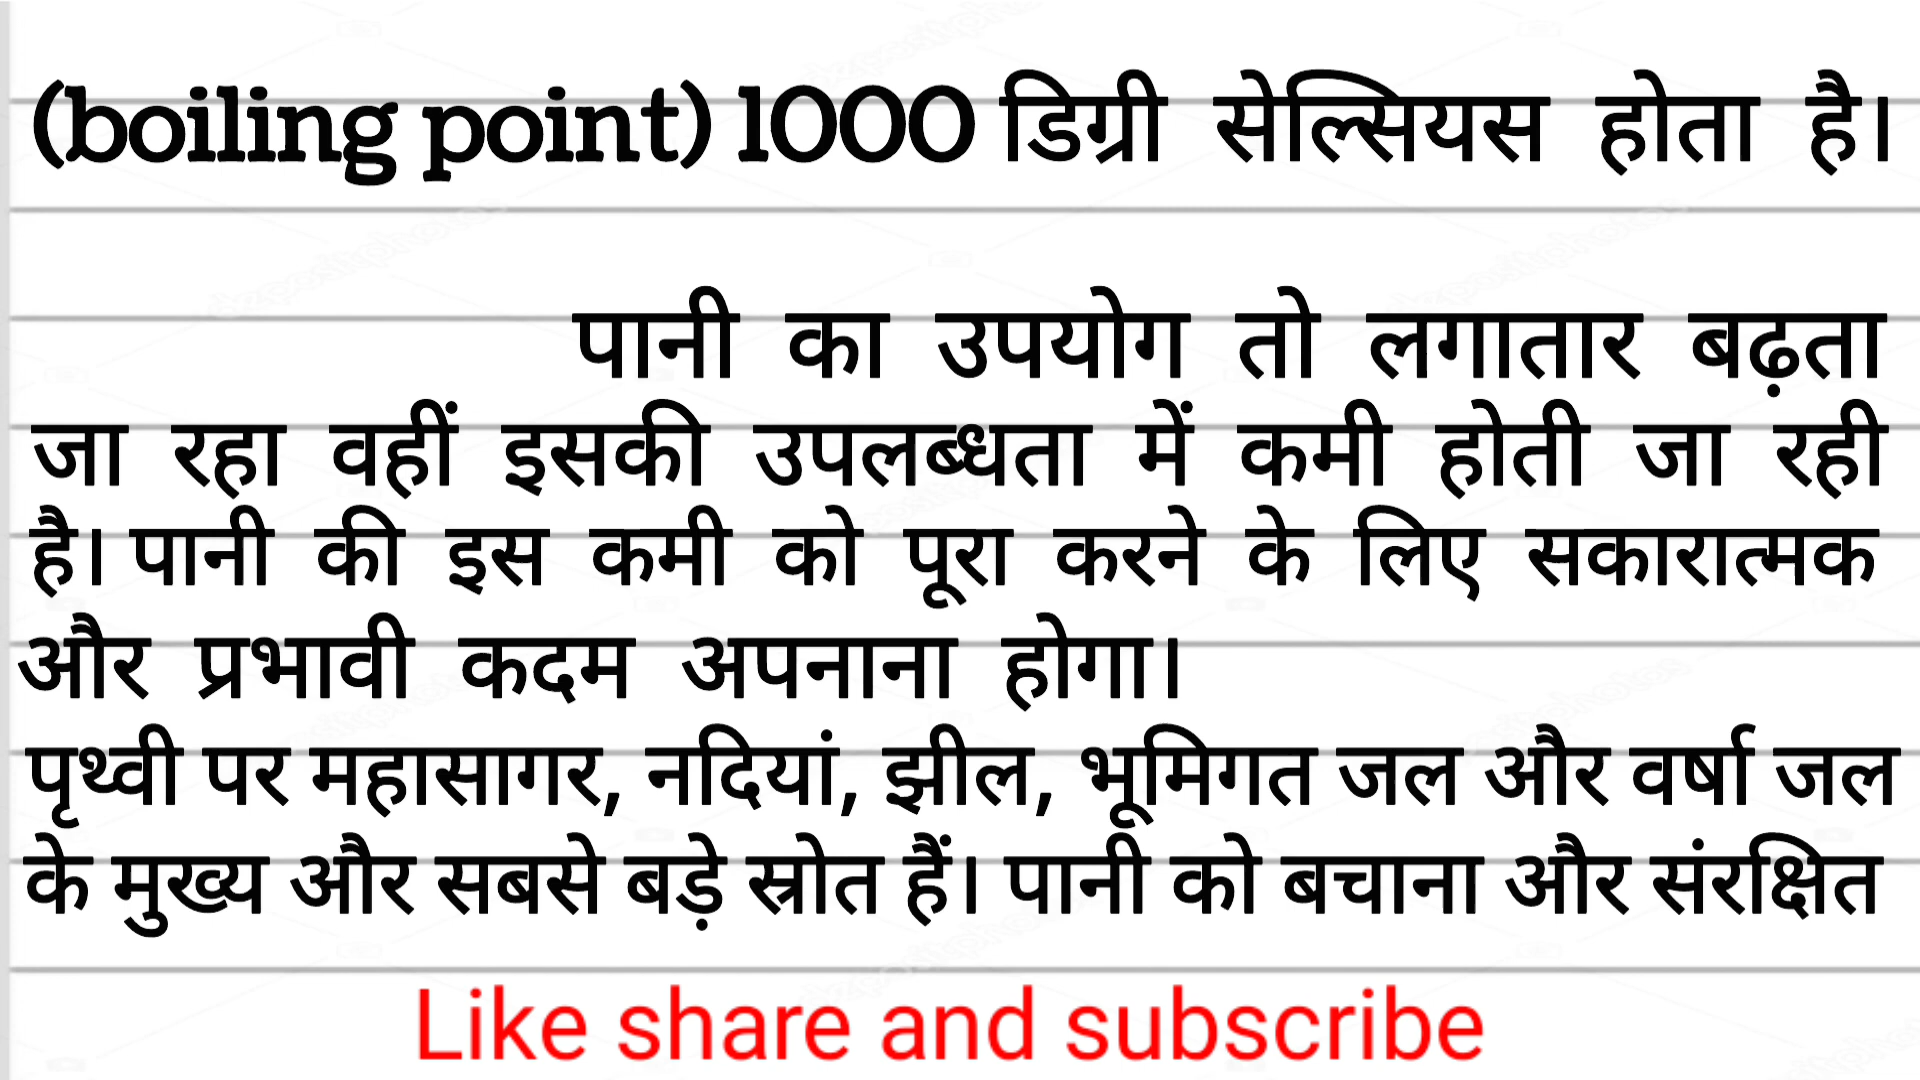 (boiling point) 1000 डिग्री सेल्सियस होता है।
पानी का उपयोग तो लगातार बढ़ता
जा रहा वहीं इसकी उपलब्धता में कमी होती जा रही
है। पानी की इस कमी को पूरा करने के लिए सकारात्मक
और प्रभावी कदम अपनाना होगा।
पृथ्वी पर महासागर, नदियां, झील, भूमिगत जल और वर्षा जल
के मुख्य और सबसे बड़े स्रोत हैं। पानी को बचाना और संरक्षित
Like share and subscribe